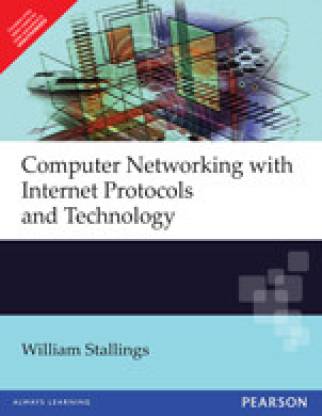 Computer Networking with
Internet Protocols
and Technology
William Stallings
ALWAYS LEARNING
PEARSON